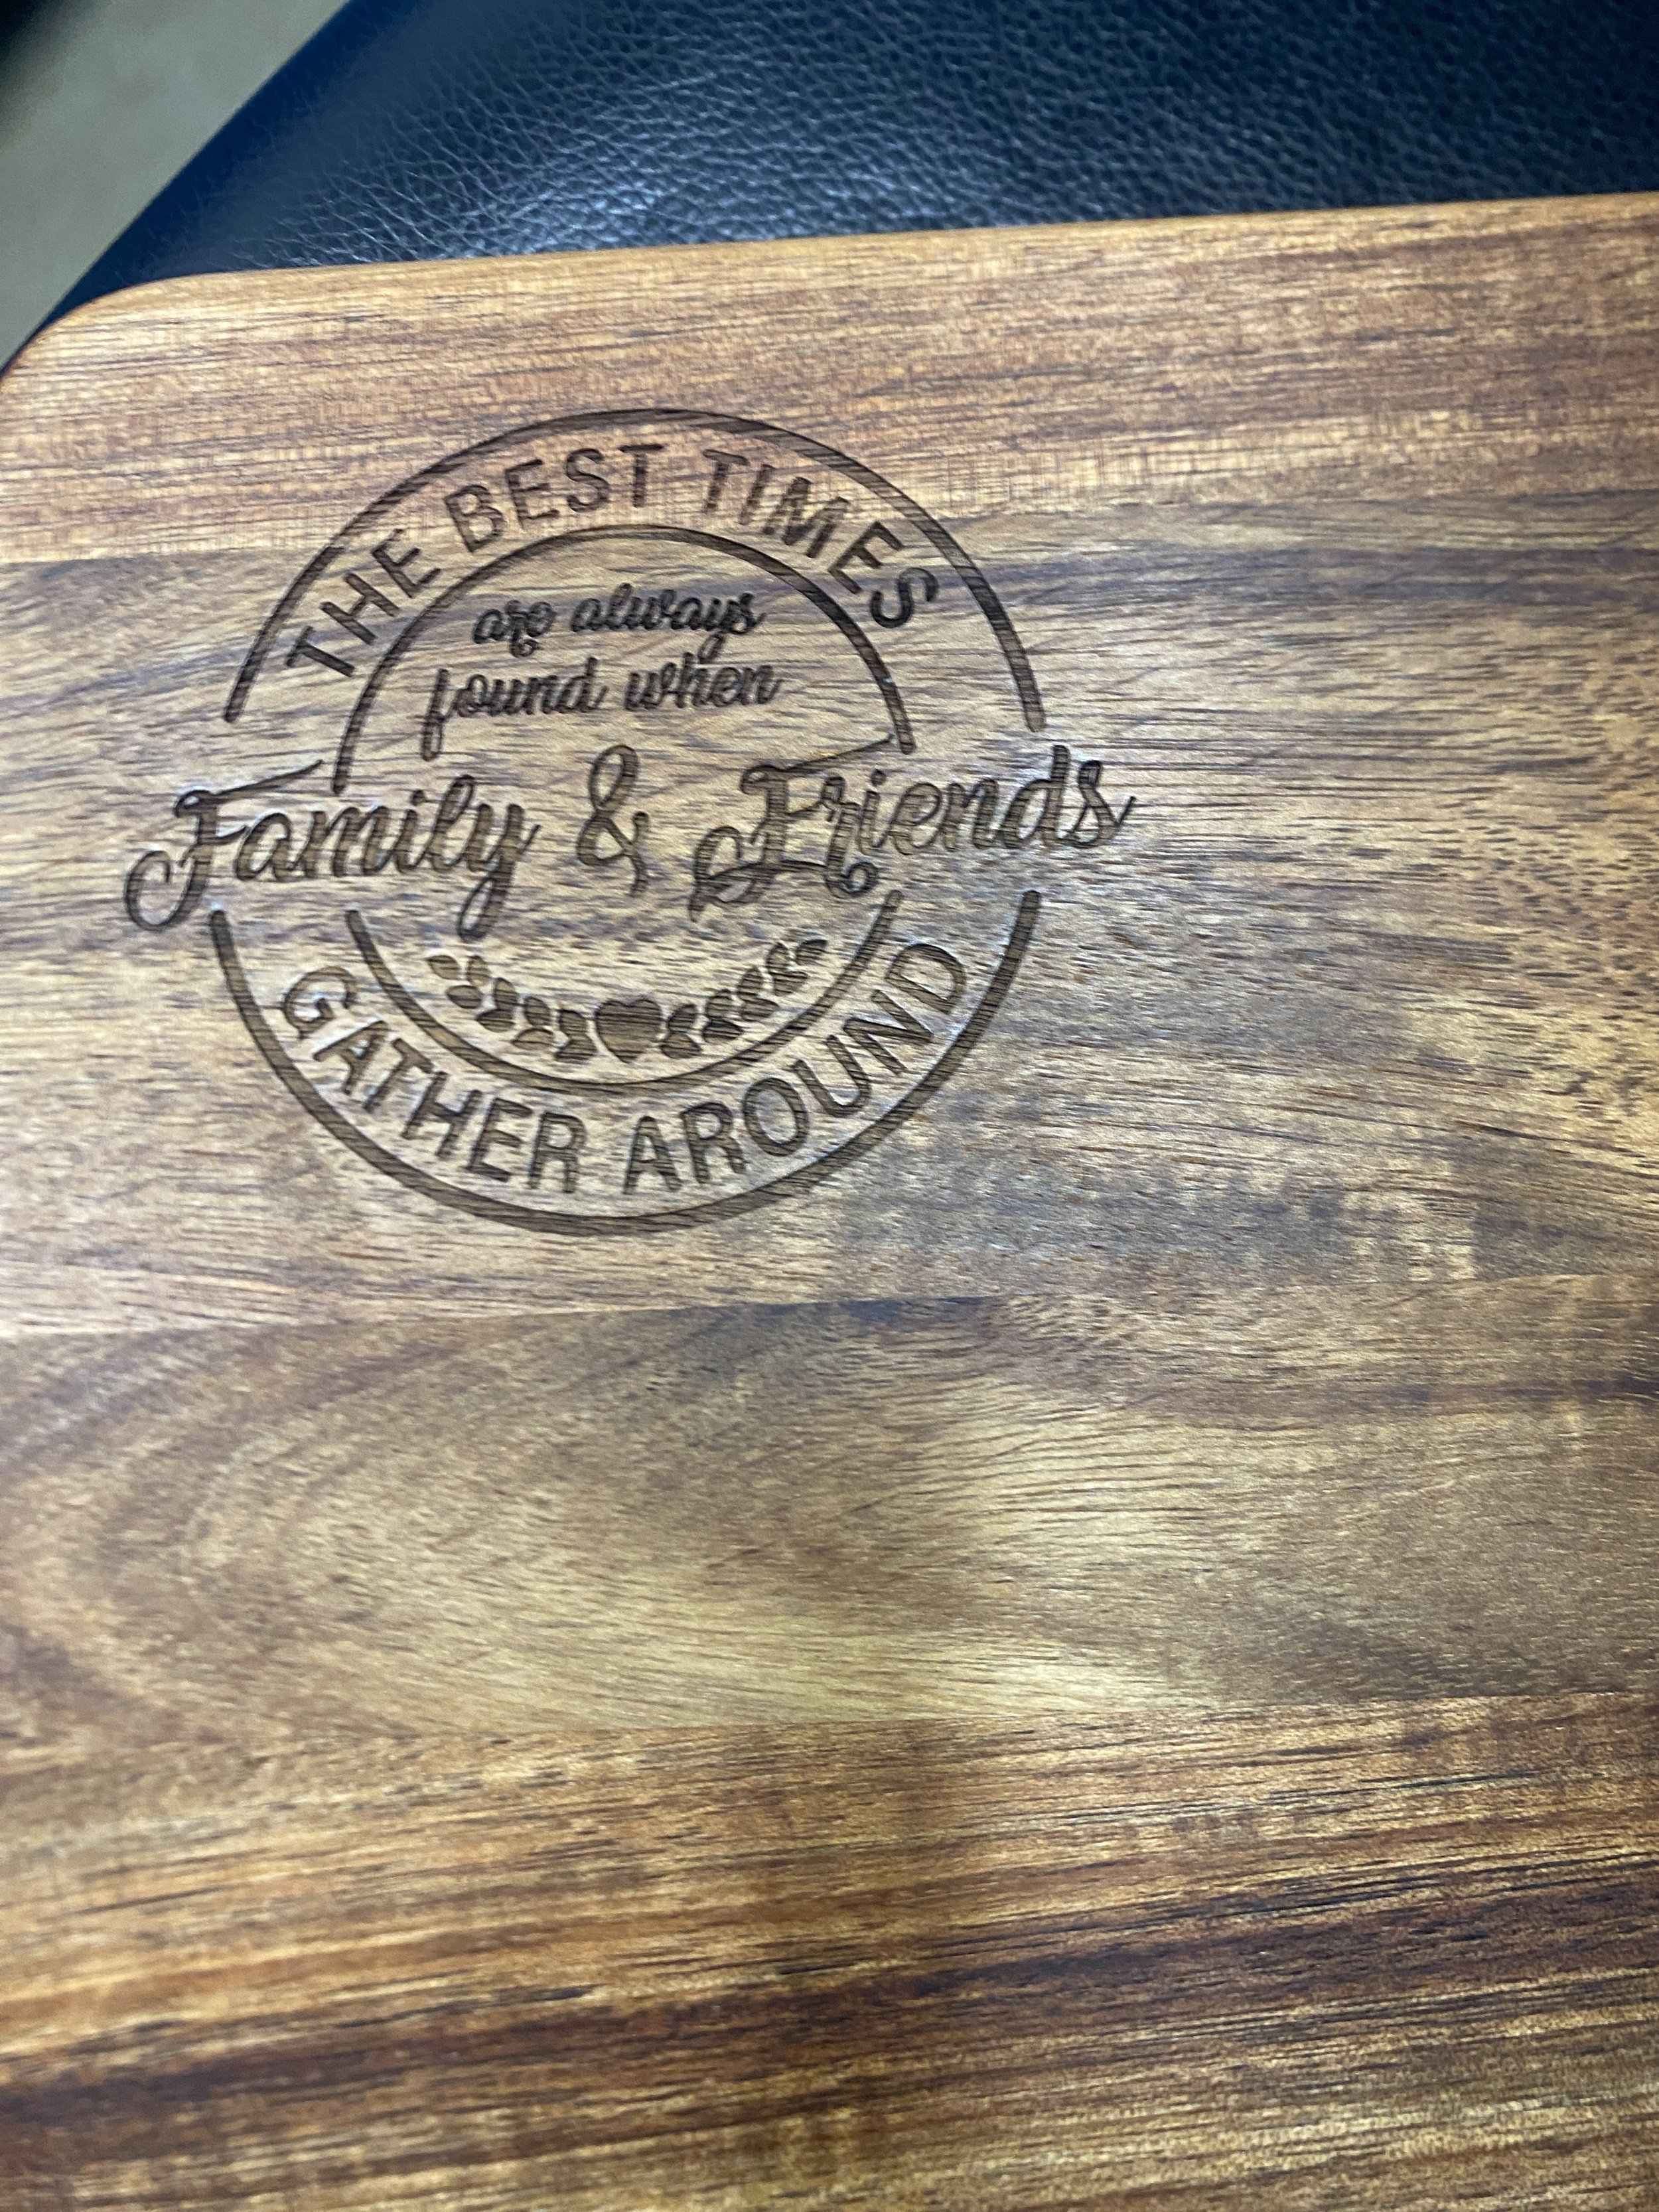 THE BEST TIMES
are always
found when
Family & Friends
GATHER AROUND